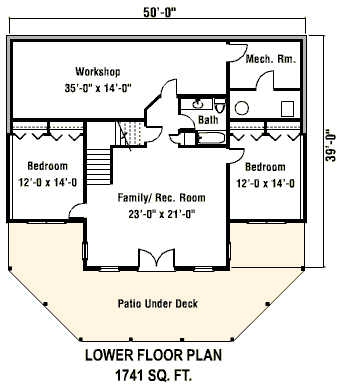 50'-0"
Mech. Rm.
Workshop
35'-0" x 14'-0"
Bath
39'-0"
Bedroom
12'-0 x 14'-0
Bedroom
12'-0 x 14'-0
Family/ Rec. Room
23'-0" x 21'-0"
Patio Under Deck
LOWER FLOOR PLAN
1741 SQ. FT.